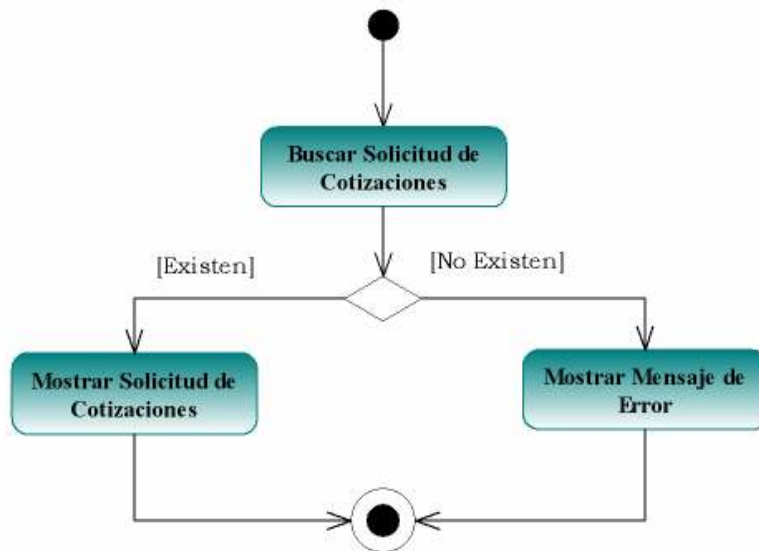 Buscar Solicitud de
Cotizaciones
[Existen]
[No Existen]
Mostrar Solicitud de
Cotizaciones
Mostrar Mensaje de
Error